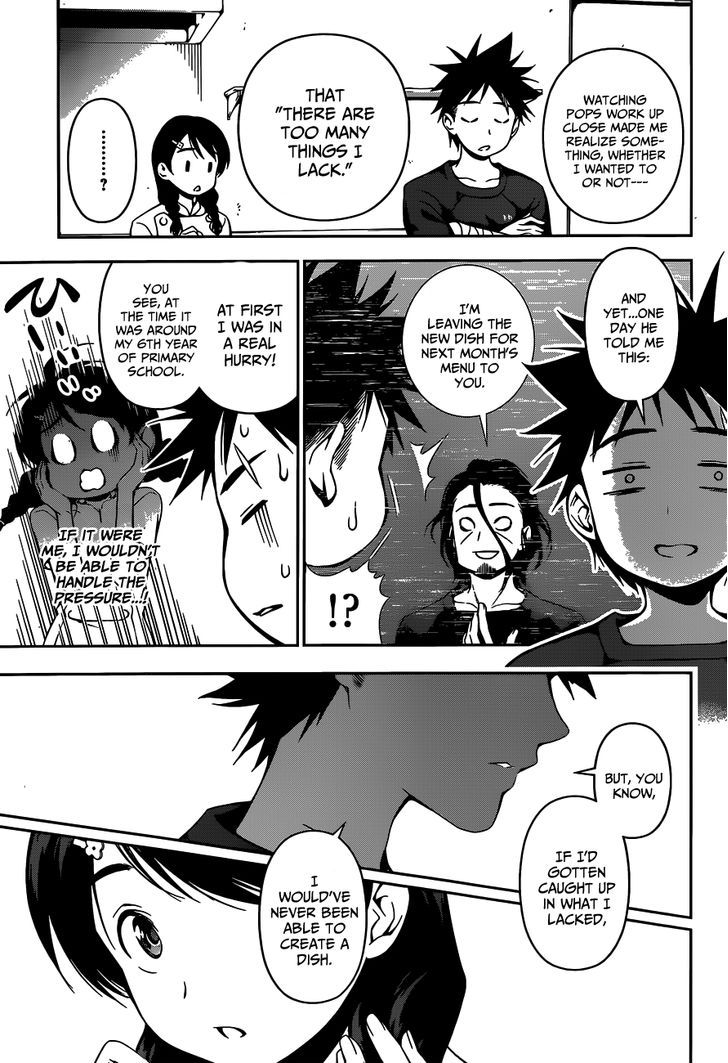 WATCHING
POPS WORK UP
CLOSE MADE ME
REALIZE SOME-
THING, WHETHER
I WANTED TO
OR NOT---
THAT
"THERE ARE
TOO MANY
THINGS I
LACK."
..........
?
AND
YET...ONE
DAY HE
TOLD ME
THIS:
I'M
LEAVING THE
NEW DISH FOR
NEXT MONTH'S
MENU TO
YOU.
!?
AT FIRST
I WAS IN
A REAL
HURRY!
YOU
SEE, AT
THE TIME IT
WAS AROUND
MY 6TH YEAR
OF PRIMARY
SCHOOL.
ひいい
IF IT WERE
ME, I WOULDN'T
BE ABLE TO
HANDLE THE
PRESSURE...!!
BUT, YOU
KNOW,
IF I'D
GOTTEN
CAUGHT UP
IN WHAT I
LACKED,
I
WOULD'VE
NEVER BEEN
ABLE TO
CREATE A
DISH.